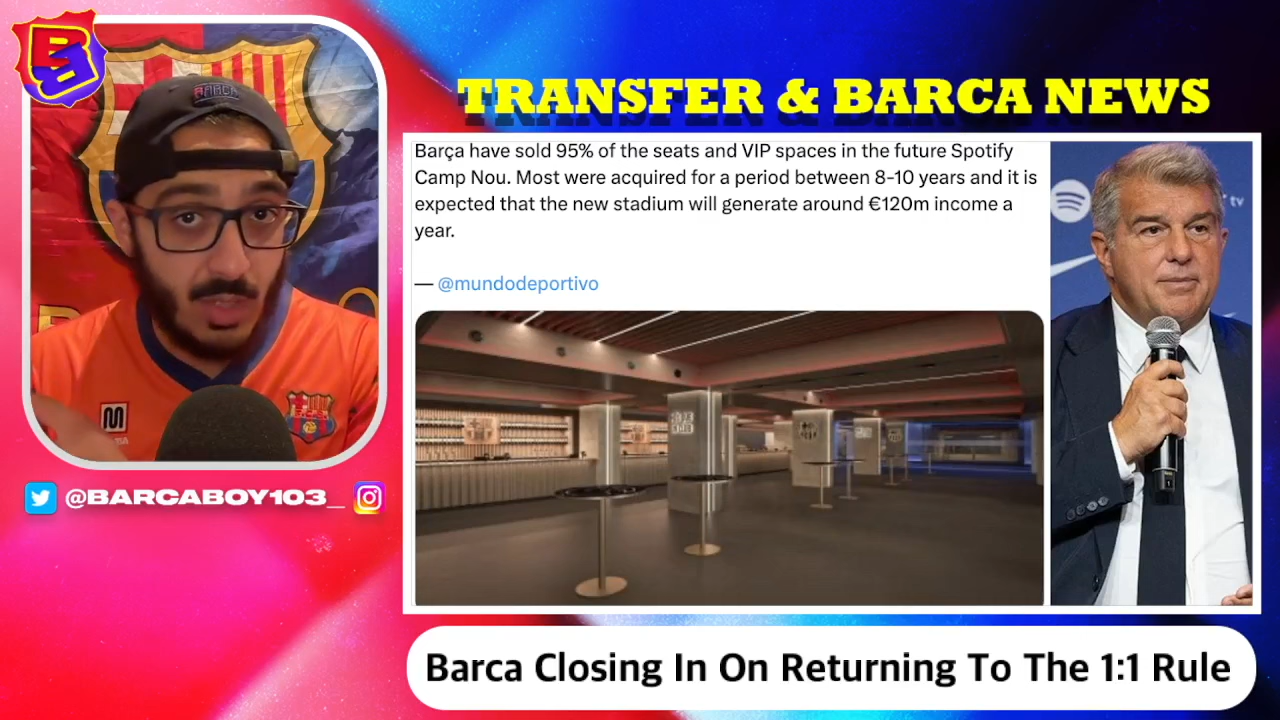 BARCA
TRANSFER & BARCA NEWS
Barça have sold 95% of the seats and VIP spaces in the future Spotify
Camp Nou. Most were acquired for a period between 8-10 years and it is
expected that the new stadium will generate around €120m income a
year.
— @mundodeportivo
tv
@BARCABOY103_
Barca Closing In On Returning To The 1:1 Rule